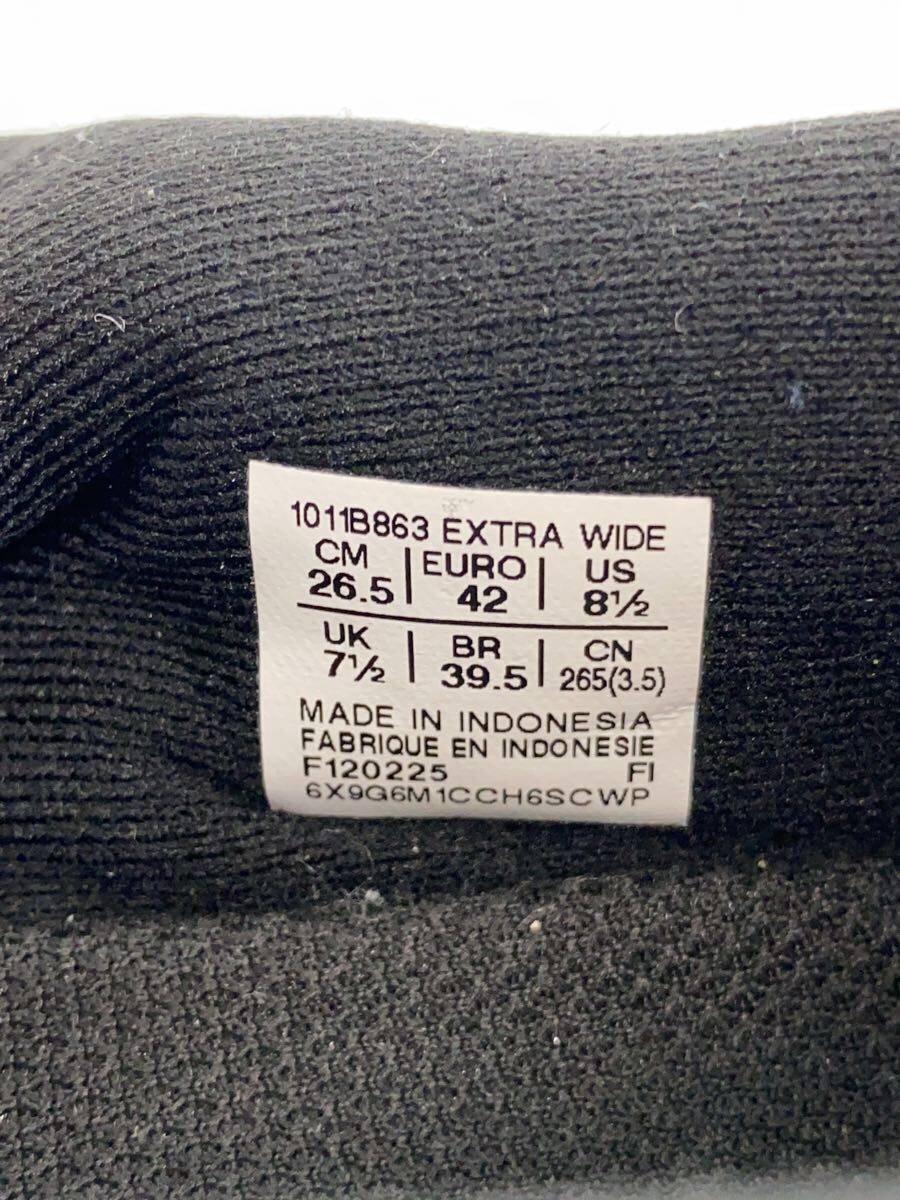 1011B863 EXTRA WIDE
CM | EURO | US
26.5 | 42 | 8½
UK | BR | CN
7½ | 39.5 | 265(3.5)
MADE IN INDONESIA
FABRIQUE EN INDONESIE
F120225 FI
6X9G6M1CCH6SCWP